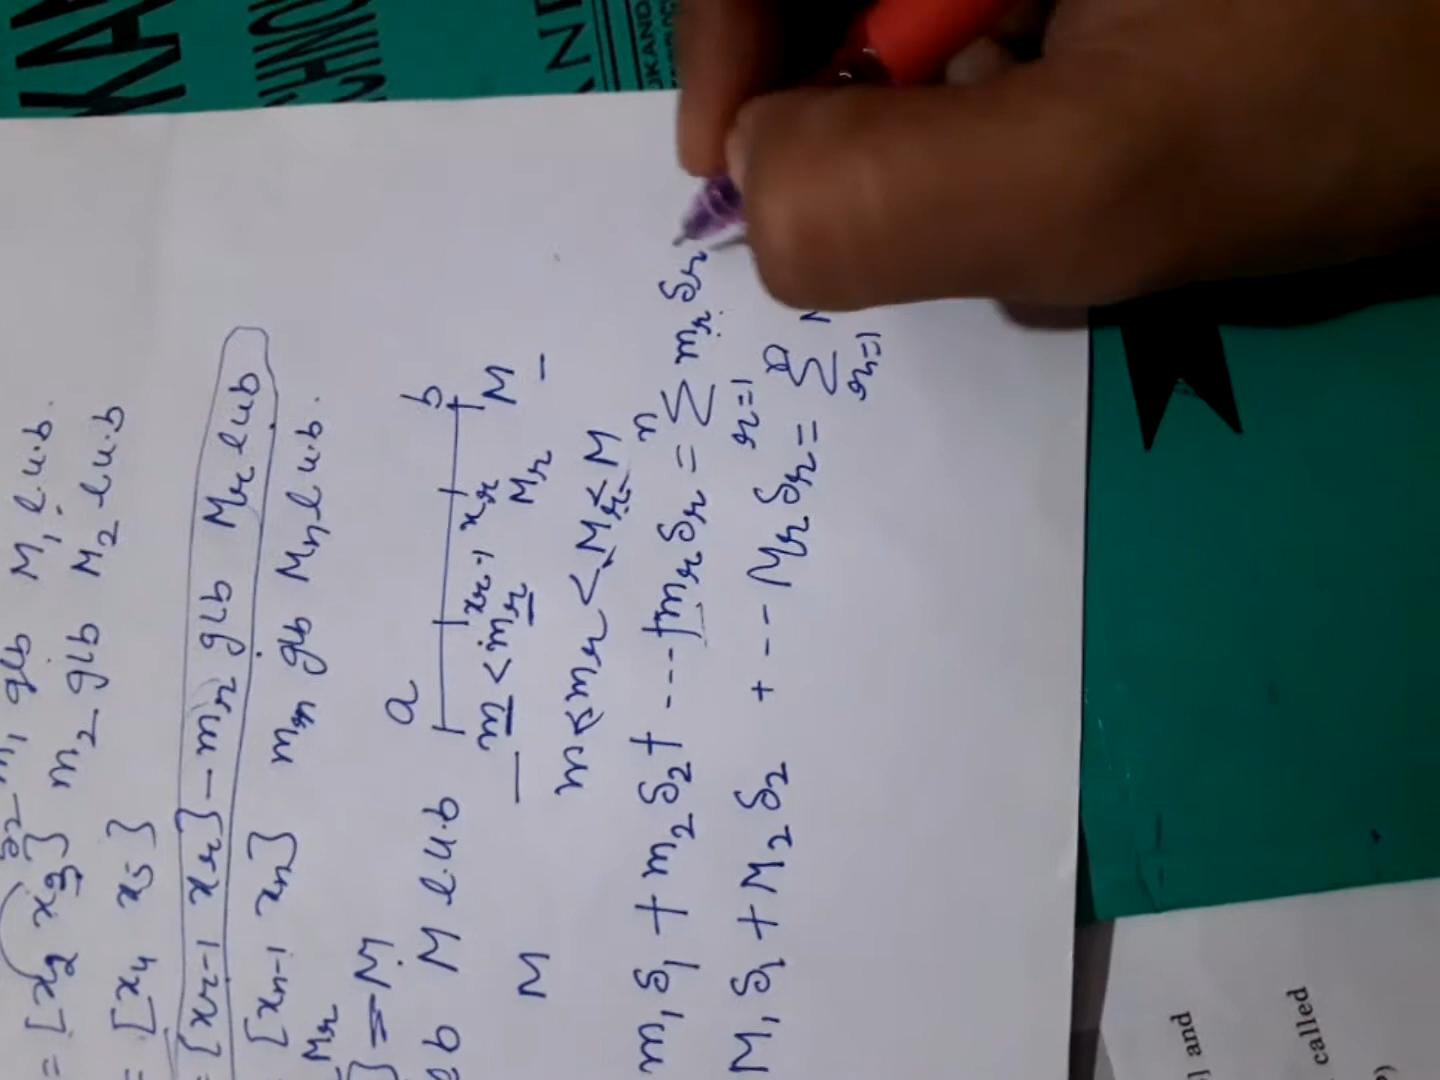 = [x₂ x₃] m₁ glb M₁ l.u.b.
= [x₄ x₅] m₂ glb M₂ l.u.b
= [xr-1 xr] — mr glb Mr lub
[xn-1 xn] mn glb Mn l.u.b.
Mr
] = M
a b
b M l.u.b
xr-1 xr
— m < mr Mr M —
M
m < mr < Mr < M
m₁ δ₁ + m₂ δ₂ + ---- + mr δr = n Σ r=1 mr δr
M₁ δ₁ + M₂ δ₂ + --- Mr δr = n Σ r=1
] and
called